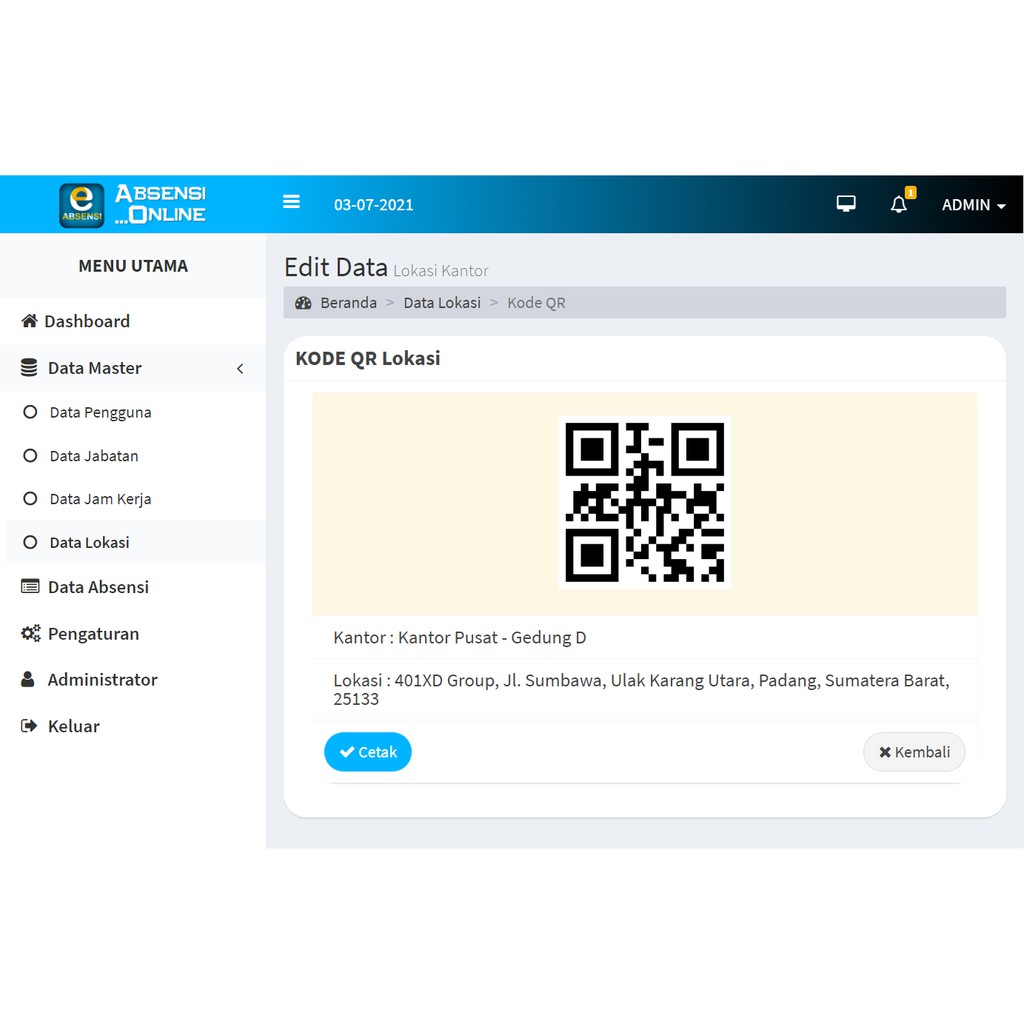 e
ABSENSI
ABSENSI
...ONLINE
03-07-2021
1
ADMIN
MENU UTAMA
Dashboard
Data Master
Data Pengguna
Data Jabatan
Data Jam Kerja
Data Lokasi
Data Absensi
Pengaturan
Administrator
Keluar
Edit Data Lokasi Kantor
Beranda > Data Lokasi > Kode QR
KODE QR Lokasi
Kantor : Kantor Pusat - Gedung D
Lokasi : 401XD Group, Jl. Sumbawa, Ulak Karang Utara, Padang, Sumatera Barat,
25133
Cetak
Kembali